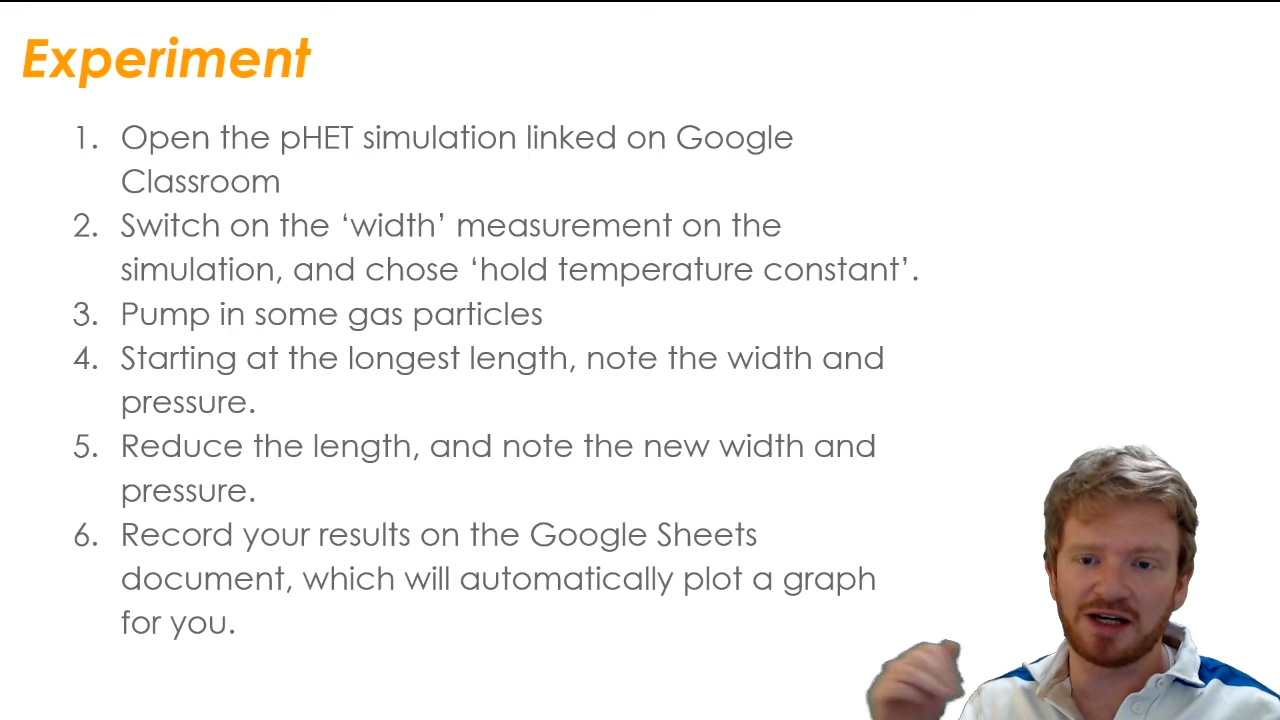 Experiment
1. Open the pHET simulation linked on Google
Classroom
2. Switch on the ‘width’ measurement on the
simulation, and chose ‘hold temperature constant’.
3. Pump in some gas particles
4. Starting at the longest length, note the width and
pressure.
5. Reduce the length, and note the new width and
pressure.
6. Record your results on the Google Sheets
document, which will automatically plot a graph
for you.